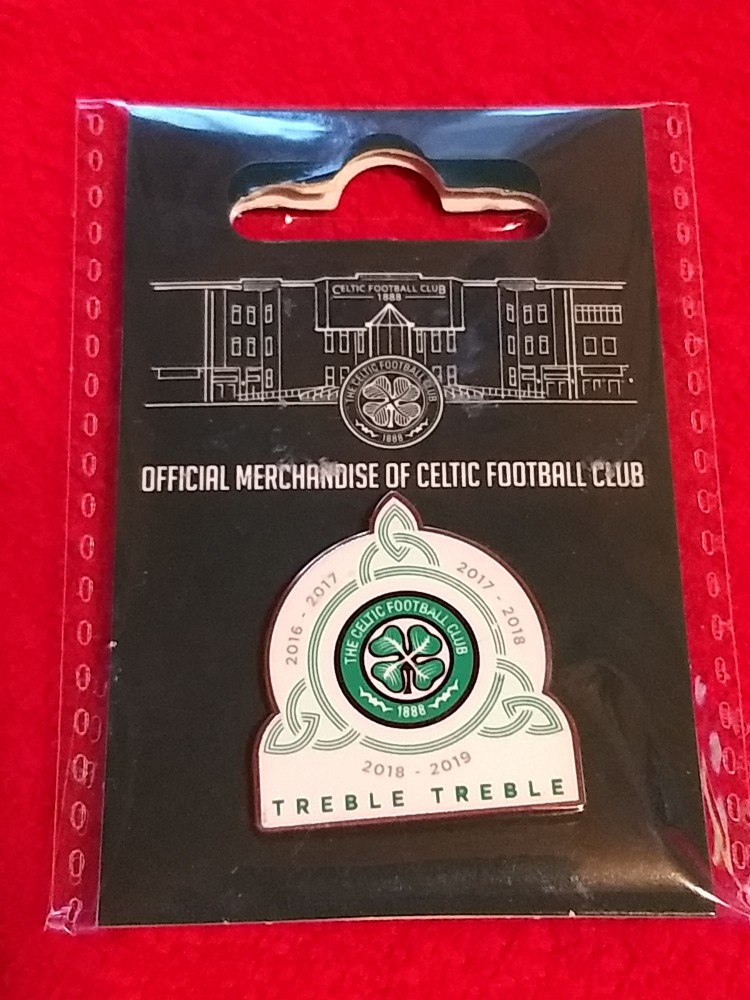 CELTIC FOOTBALL CLUB
1888
THE CELTIC FOOTBALL CLUB
1888
OFFICIAL MERCHANDISE OF CELTIC FOOTBALL CLUB
2016 - 2017
2017 - 2018
THE CELTIC FOOTBALL CLUB
1888
2018 - 2019
TREBLE TREBLE